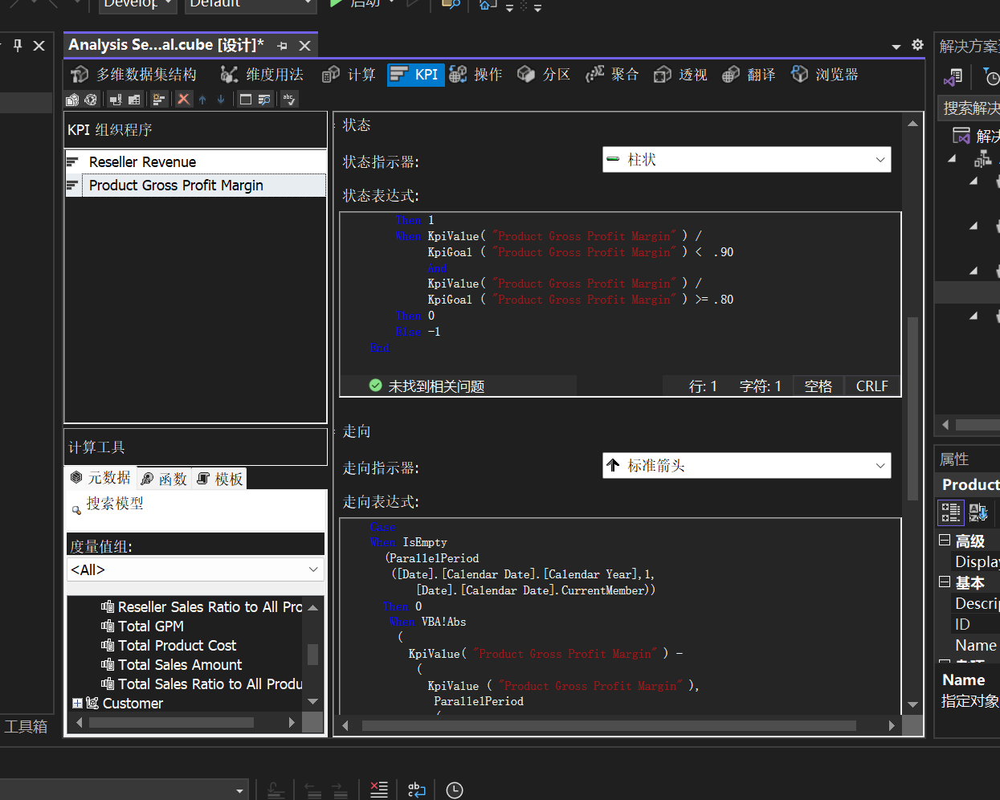 Default
启动
Analysis Se...al.cube [设计]*
解决方案
多维数据集结构
维度用法
计算
KPI
操作
分区
聚合
透视
翻译
浏览器
搜索解决
KPI 组织程序
状态
解决
Reseller Revenue
状态指示器:
柱状
Product Gross Profit Margin
状态表达式:
Then 1
When KpiValue( "Product Gross Profit Margin" ) /
KpiGoal ( "Product Gross Profit Margin" ) < .90
And
KpiValue( "Product Gross Profit Margin" ) /
KpiGoal ( "Product Gross Profit Margin" ) >= .80
Then 0
Else -1
End
未找到相关问题
行: 1
字符: 1
空格
CRLF
走向
计算工具
属性
走向指示器:
标准箭头
元数据
函数
模板
Product
搜索模型
走向表达式:
度量值组:
Case
When IsEmpty
(ParallelPeriod
([Date].[Calendar Date].[Calendar Year],1,
[Date].[Calendar Date].CurrentMember))
Then 0
When VBA!Abs
(
KpiValue( "Product Gross Profit Margin" ) -
(
KpiValue ( "Product Gross Profit Margin" ),
ParallelPeriod
(
<All>
高级
Display
基本
Descrip
ID
Name
Reseller Sales Ratio to All Pro
Total GPM
Total Product Cost
Total Sales Amount
Total Sales Ratio to All Produ
Customer
Name
指定对象
工具箱